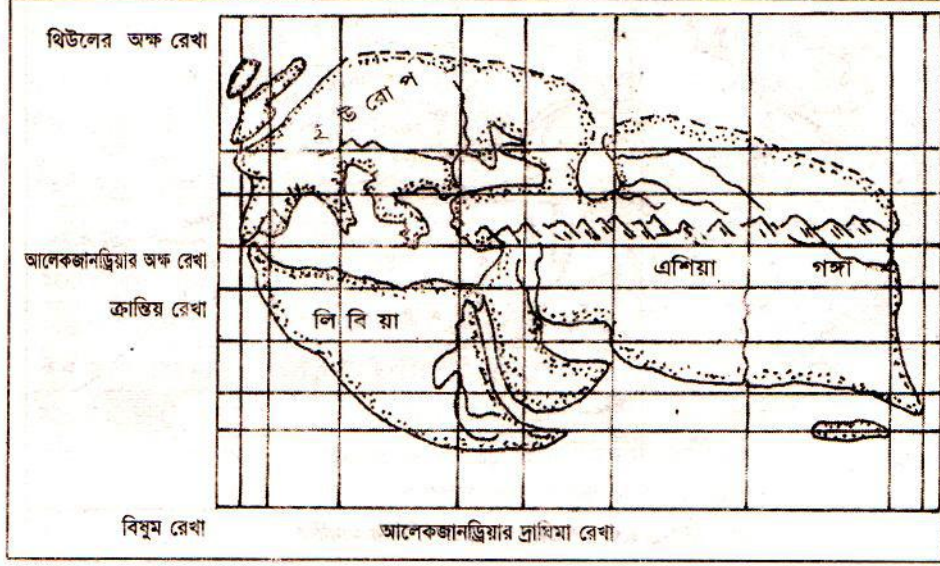 থিউলের অক্ষ রেখা
ইউরোপ
আলেকজানড্রিয়ার অক্ষ রেখা
এশিয়া
গঙ্গা
ক্রান্তিয় রেখা
লিবিয়া
বিষুম রেখা
আলেকজানড্রিয়ার দ্রাঘিমা রেখা